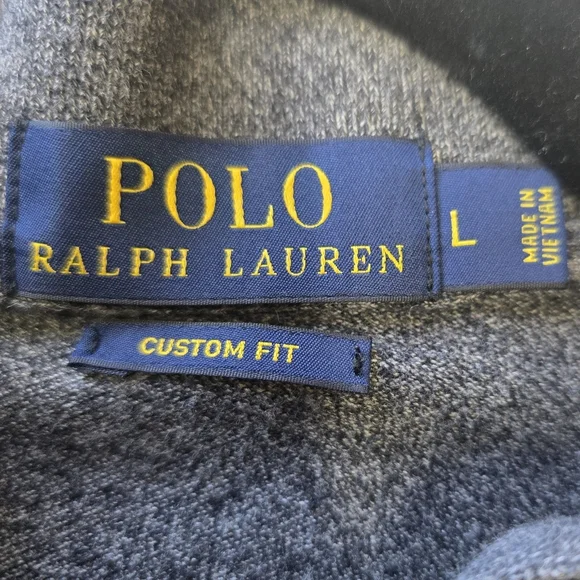 POLO
RALPH LAUREN
L
MADE IN
VIETNAM
CUSTOM FIT